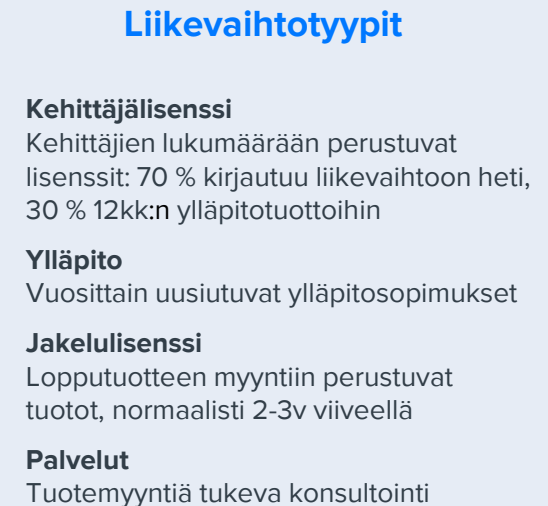 Liikevaihtotyypit
Kehittäjälisenssi
Kehittäjien lukumäärään perustuvat
lisenssit: 70 % kirjautuu liikevaihtoon heti,
30 % 12kk:n ylläpitotuottoihin
Ylläpito
Vuosittain uusiutuvat ylläpitosopimukset
Jakelulisenssi
Lopputuotteen myyntiin perustuvat
tuotot, normaalisti 2-3v viiveellä
Palvelut
Tuotemyyntiä tukeva konsultointi